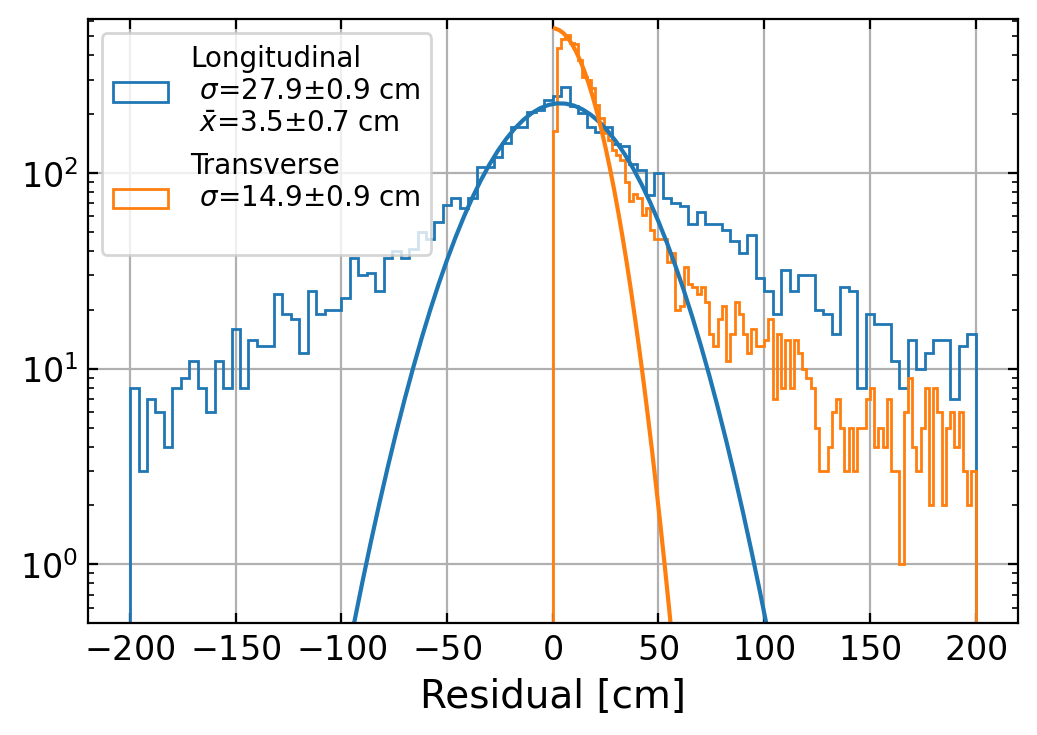 Longitudinal
σ=27.9±0.9 cm
x̄=3.5±0.7 cm
Transverse
σ=14.9±0.9 cm
10²
10¹
10⁰
−200 −150 −100 −50 0 50 100 150 200
Residual [cm]